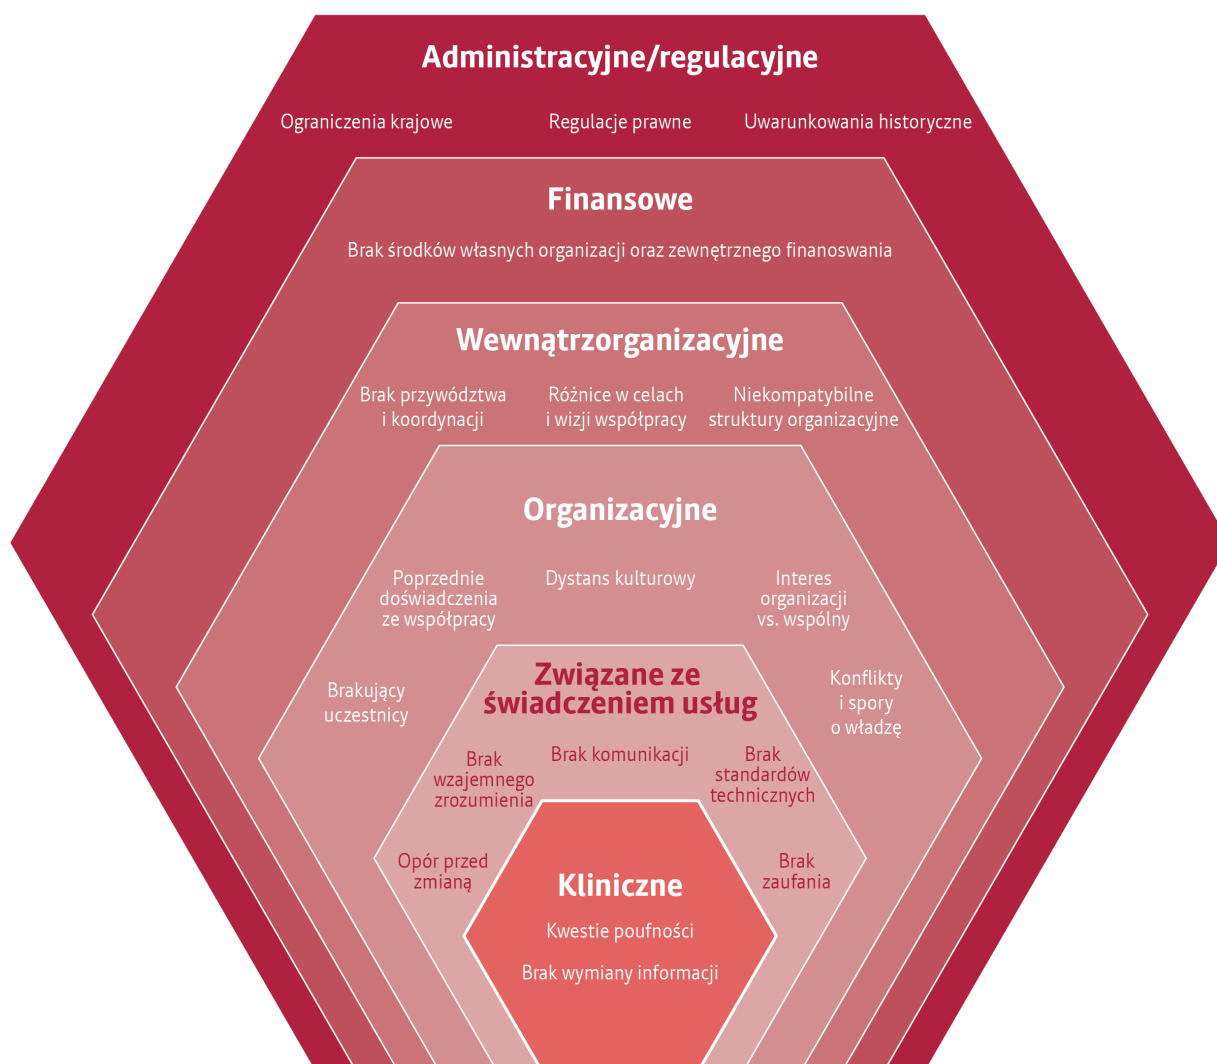 Administracyjne/regulacyjne
Ograniczenia krajowe
Regulacje prawne
Uwarunkowania historyczne
Finansowe
Brak środków własnych organizacji oraz zewnętrznego finanoswania
Wewnątrzorganizacyjne
Brak przywództwa
i koordynacji
Różnice w celach
i wizji współpracy
Niekompatybilne
struktury organizacyjne
Organizacyjne
Poprzednie
doświadczenia
ze współpracy
Dystans kulturowy
Interes
organizacji
vs. wspólny
Brakujący
uczestnicy
Konflikty
i spory
o władzę
Związane ze
świadczeniem usług
Brak
wzajemnego
zrozumienia
Brak komunikacji
Brak
standardów
technicznych
Opór przed
zmianą
Brak
zaufania
Kliniczne
Kwestie poufności
Brak wymiany informacji